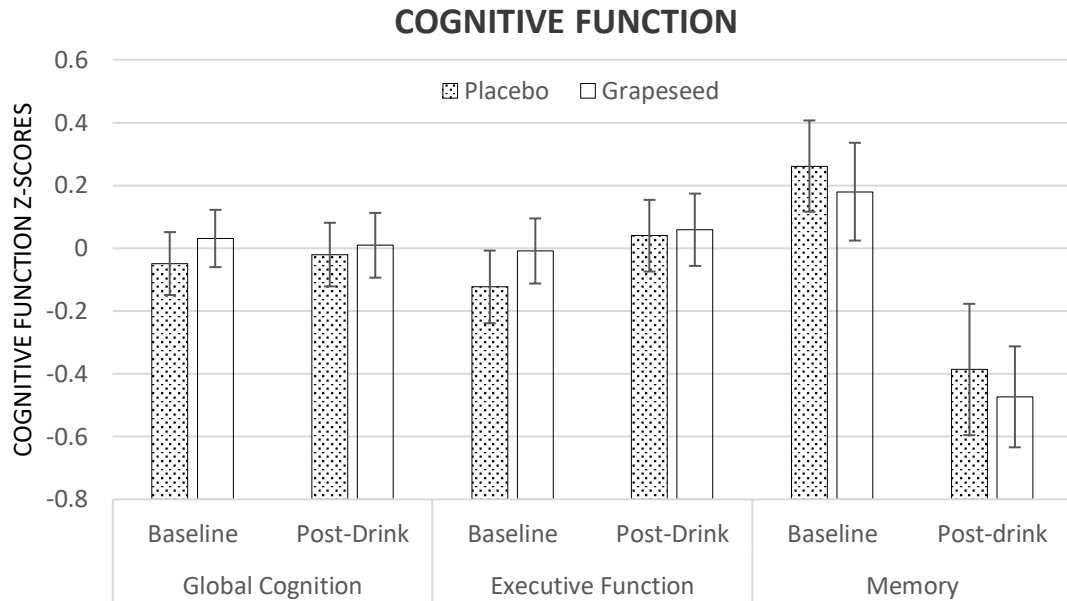 COGNITIVE FUNCTION
COGNITIVE FUNCTION Z-SCORES
0.6
0.4
0.2
0
-0.2
-0.4
-0.6
-0.8
Placebo Grapeseed
Baseline Post-Drink Baseline Post-Drink Baseline Post-drink
Global Cognition Executive Function Memory